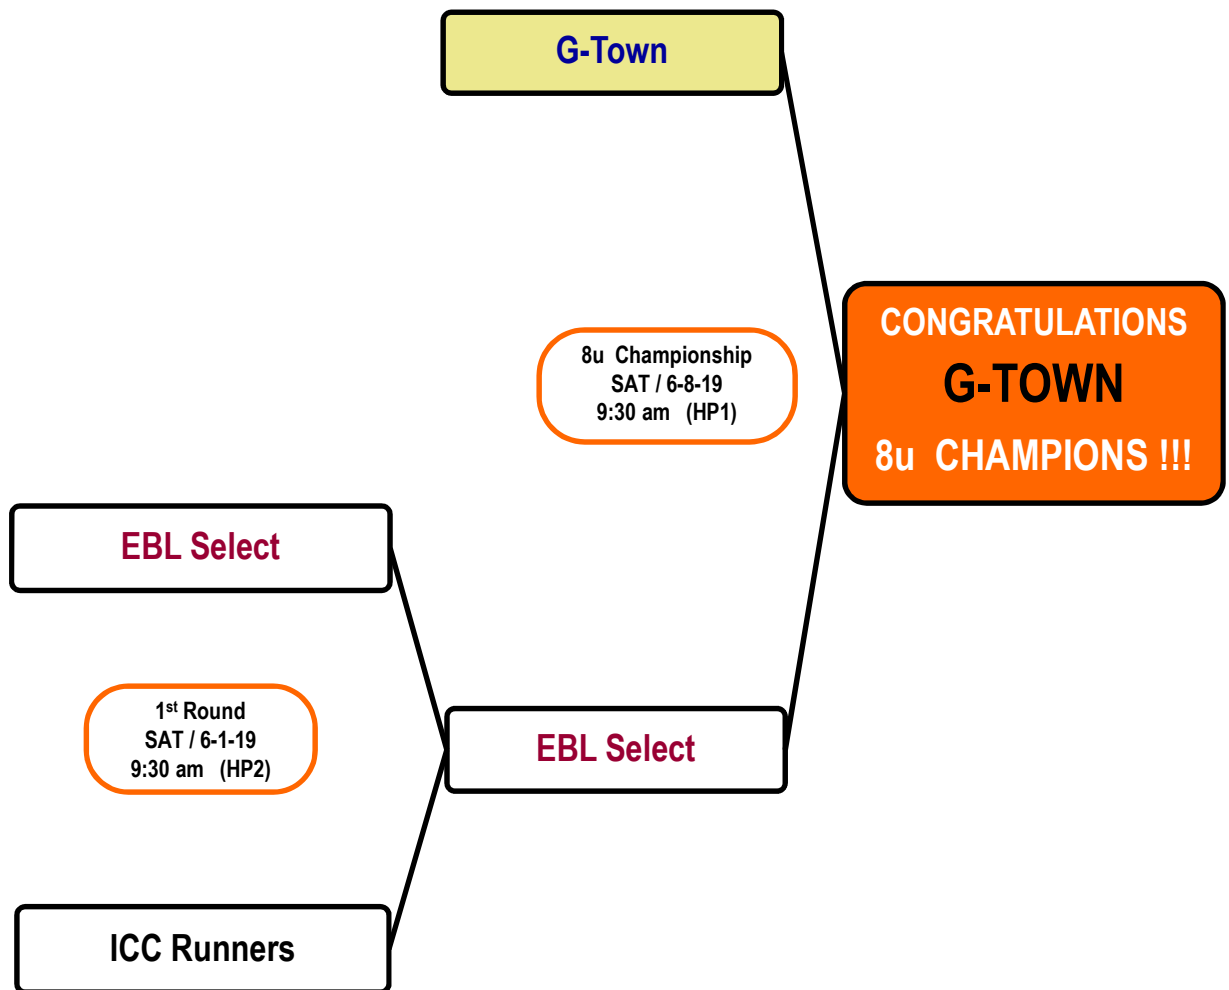 G-Town
8u Championship
SAT / 6-8-19
9:30 am (HP1)
CONGRATULATIONS
G-TOWN
8u CHAMPIONS !!!
EBL Select
1st Round
SAT / 6-1-19
9:30 am (HP2)
EBL Select
ICC Runners